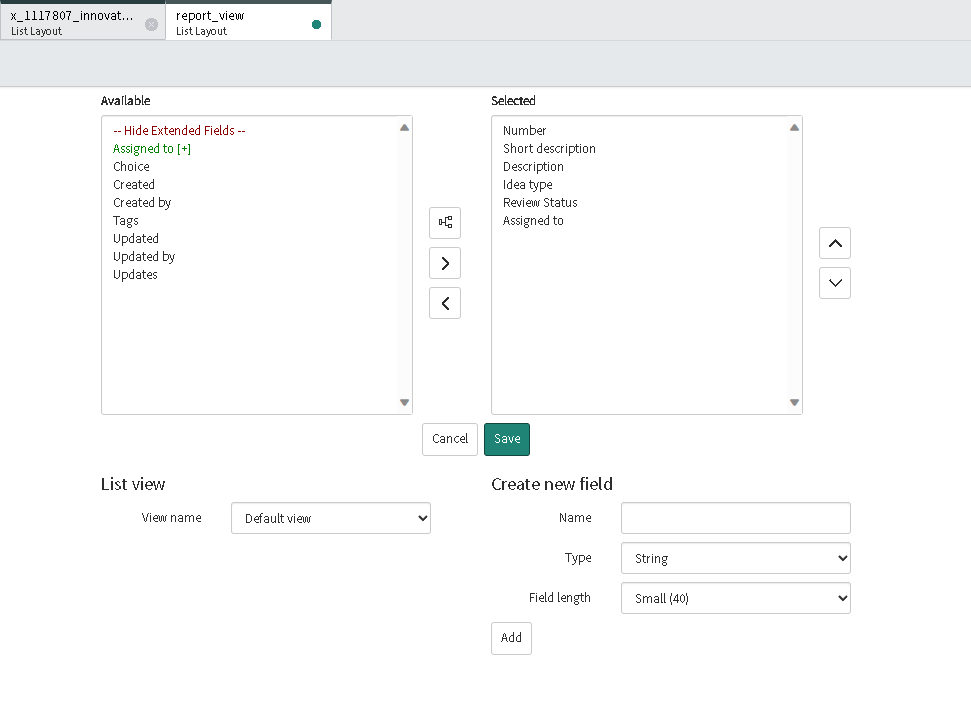 x_1117807_innovat...
List Layout
report_view
List Layout
Available
-- Hide Extended Fields --
Assigned to [+]
Choice
Created
Created by
Tags
Updated
Updated by
Updates
Selected
Number
Short description
Description
Idea type
Review Status
Assigned to
Cancel
Save
List view
View name
Default view
Create new field
Name
Type
String
Field length
Small (40)
Add